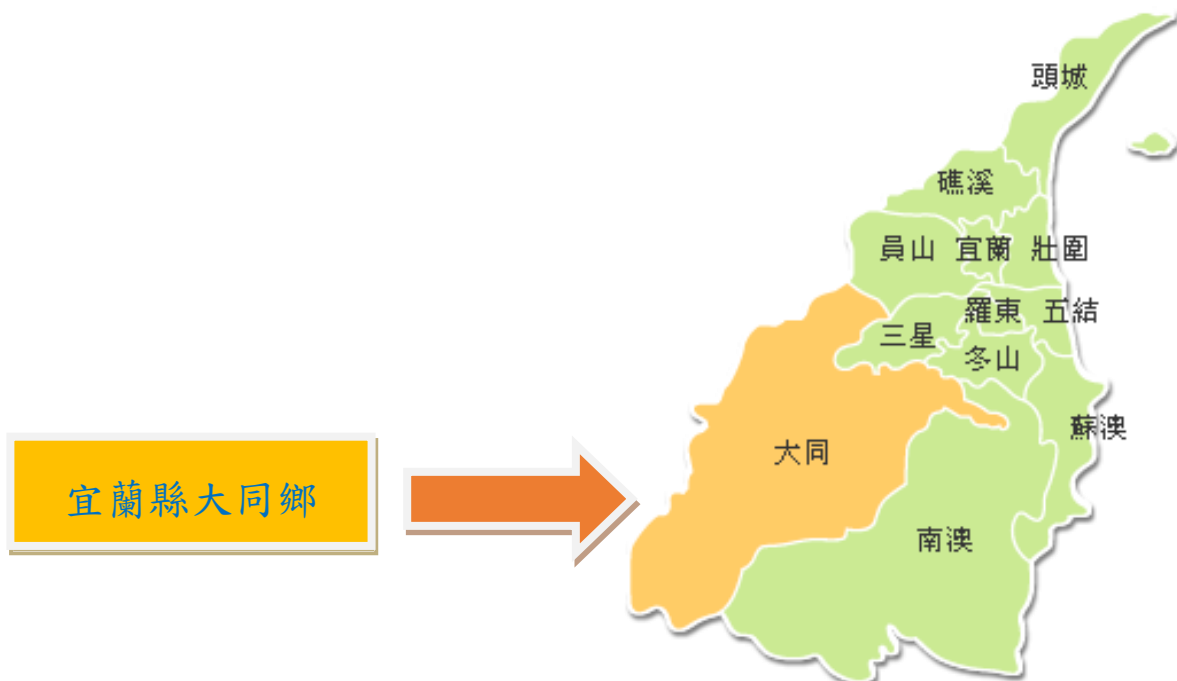 頭城
礁溪
員山 宜蘭 壯圍
羅東 五結
三星
冬山
蘇澳
大同
宜蘭縣大同鄉
南澳